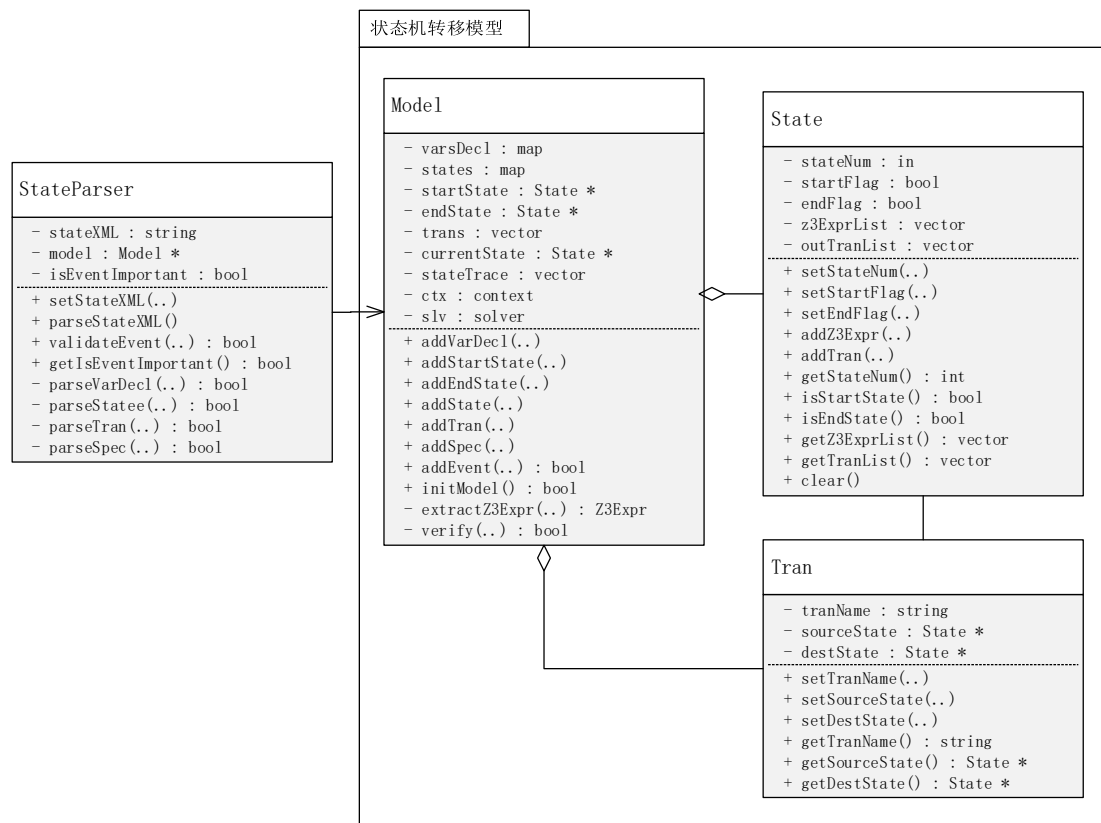 状态机转移模型
StateParser
- stateXML : string
- model : Model *
- isEventImportant : bool
+ setStateXML(..)
+ parseStateXML()
+ validateEvent(..) : bool
+ getIsEventImportant() : bool
- parseVarDecl(..) : bool
- parseStatee(..) : bool
- parseTran(..) : bool
- parseSpec(..) : bool
Model
- varsDecl : map
- states : map
- startState : State *
- endState : State *
- trans : vector
- currentState : State *
- stateTrace : vector
- ctx : context
- slv : solver
+ addVarDecl(..)
+ addStartState(..)
+ addEndState(..)
+ addState(..)
+ addTran(..)
+ addSpec(..)
+ addEvent(..) : bool
+ initModel() : bool
- extractZ3Expr(..) : Z3Expr
- verify(..) : bool
State
- stateNum : in
- startFlag : bool
- endFlag : bool
- z3ExprList : vector
- outTranList : vector
+ setStateNum(..)
+ setStartFlag(..)
+ setEndFlag(..)
+ addZ3Expr(..)
+ addTran(..)
+ getStateNum() : int
+ isStartState() : bool
+ isEndState() : bool
+ getZ3ExprList() : vector
+ getTranList() : vector
+ clear()
Tran
- tranName : string
- sourceState : State *
- destState : State *
+ setTranName(..)
+ setSourceState(..)
+ setDestState(..)
+ getTranName() : string
+ getSourceState() : State *
+ getDestState() : State *